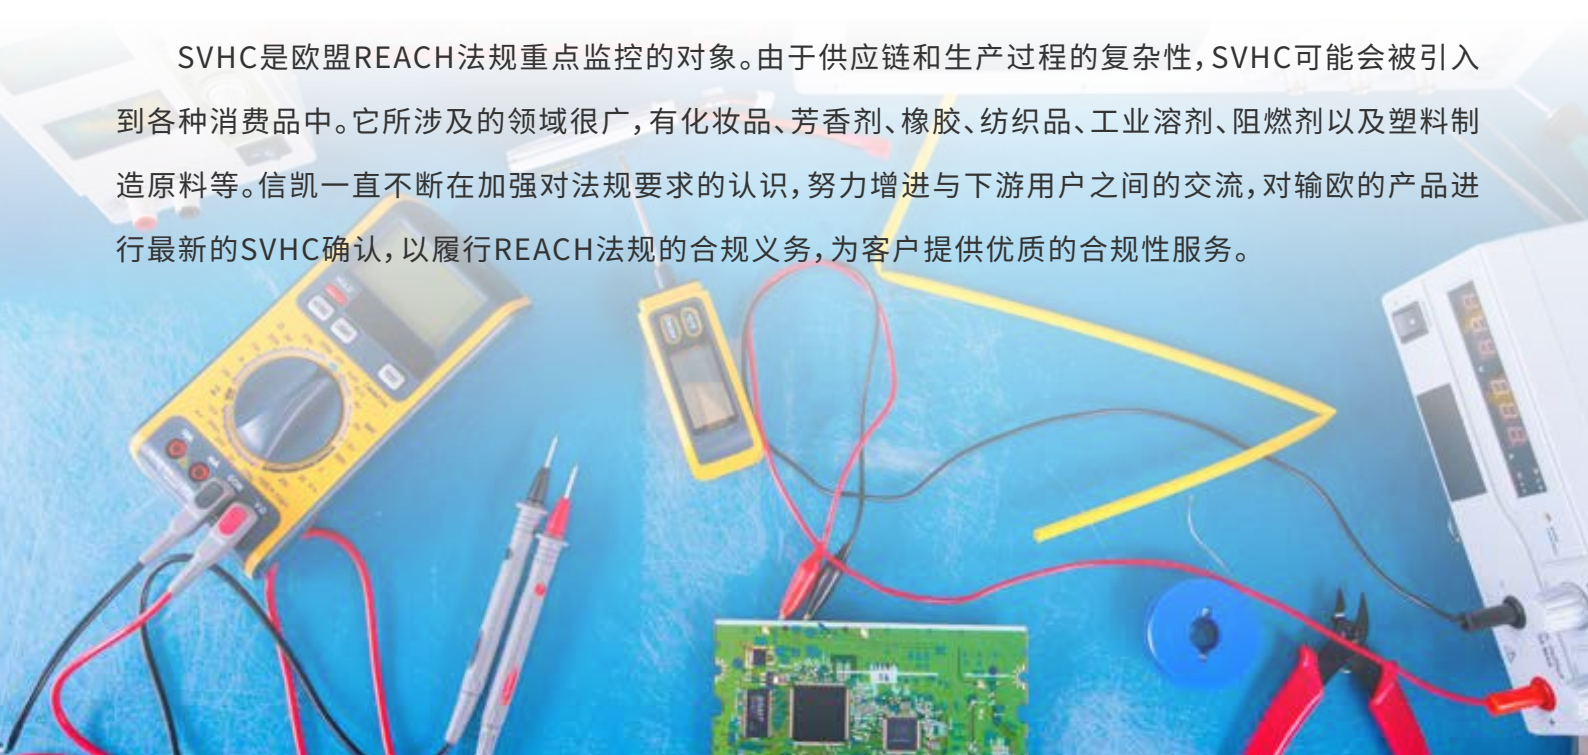 SVHC是欧盟REACH法规重点监控的对象。由于供应链和生产过程的复杂性，SVHC可能会被引入
到各种消费品中。它所涉及的领域很广，有化妆品、芳香剂、橡胶、纺织品、工业溶剂、阻燃剂以及塑料制
造原料等。信凯一直不断在加强对法规要求的认识，努力增进与下游用户之间的交流，对输欧的产品进
行最新的SVHC确认，以履行REACH法规的合规义务，为客户提供优质的合规性服务。